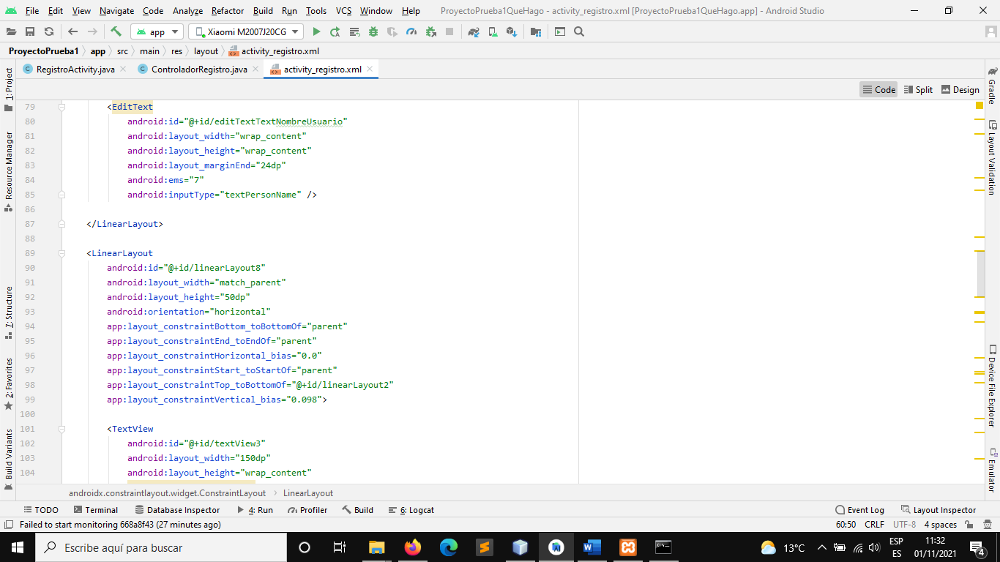 File Edit View Navigate Code Analyze Refactor Build Run Tools VCS Window Help ProyectoPrueba1QueHago - activity_registro.xml [ProyectoPrueba1QueHago.app] - Android Studio
app Xiaomi M2007J20CG
ProyectoPrueba1 app src main res layout activity_registro.xml
RegistroActivity.java ControladorRegistro.java activity_registro.xml
Code Split Design
1: Project
Resource Manager
7: Structure
2: Favorites
Build Variants
79 <EditText
80 android:id="@+id/editTextTextNombreUsuario"
81 android:layout_width="wrap_content"
82 android:layout_height="wrap_content"
83 android:layout_marginEnd="24dp"
84 android:ems="7"
85 android:inputType="textPersonName" />
86
87 </LinearLayout>
88
89 <LinearLayout
90 android:id="@+id/linearLayout8"
91 android:layout_width="match_parent"
92 android:layout_height="50dp"
93 android:orientation="horizontal"
94 app:layout_constraintBottom_toBottomOf="parent"
95 app:layout_constraintEnd_toEndOf="parent"
96 app:layout_constraintHorizontal_bias="0.0"
97 app:layout_constraintStart_toStartOf="parent"
98 app:layout_constraintTop_toBottomOf="@+id/linearLayout2"
99 app:layout_constraintVertical_bias="0.098">
100
101 <TextView
102 android:id="@+id/textView3"
103 android:layout_width="150dp"
104 android:layout_height="wrap_content"
Gradle
Layout Validation
Device File Explorer
Emulator
androidx.constraintlayout.widget.ConstraintLayout LinearLayout
TODO Terminal Database Inspector 4: Run Profiler Build 6: Logcat Event Log Layout Inspector
Failed to start monitoring 668a8f43 (27 minutes ago) 60:50 CRLF UTF-8 4 spaces
Escribe aquí para buscar 13°C ESP 11:32
ES 01/11/2021 4